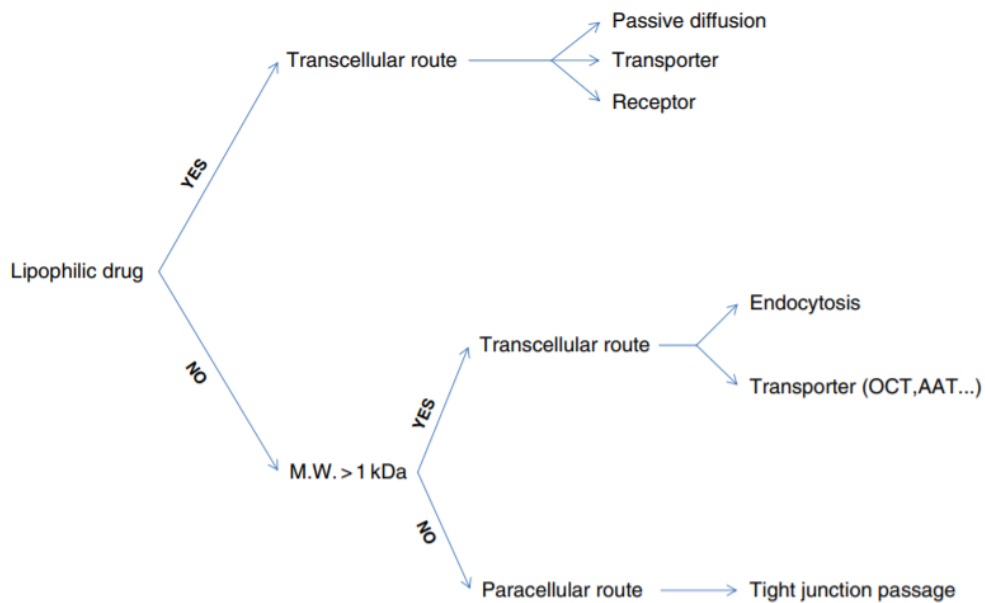 Passive diffusion
Transcellular route
Transporter
Receptor
YES
Lipophilic drug
NO
Endocytosis
Transcellular route
Transporter (OCT,AAT...)
YES
M.W. > 1 kDa
NO
Paracellular route
Tight junction passage